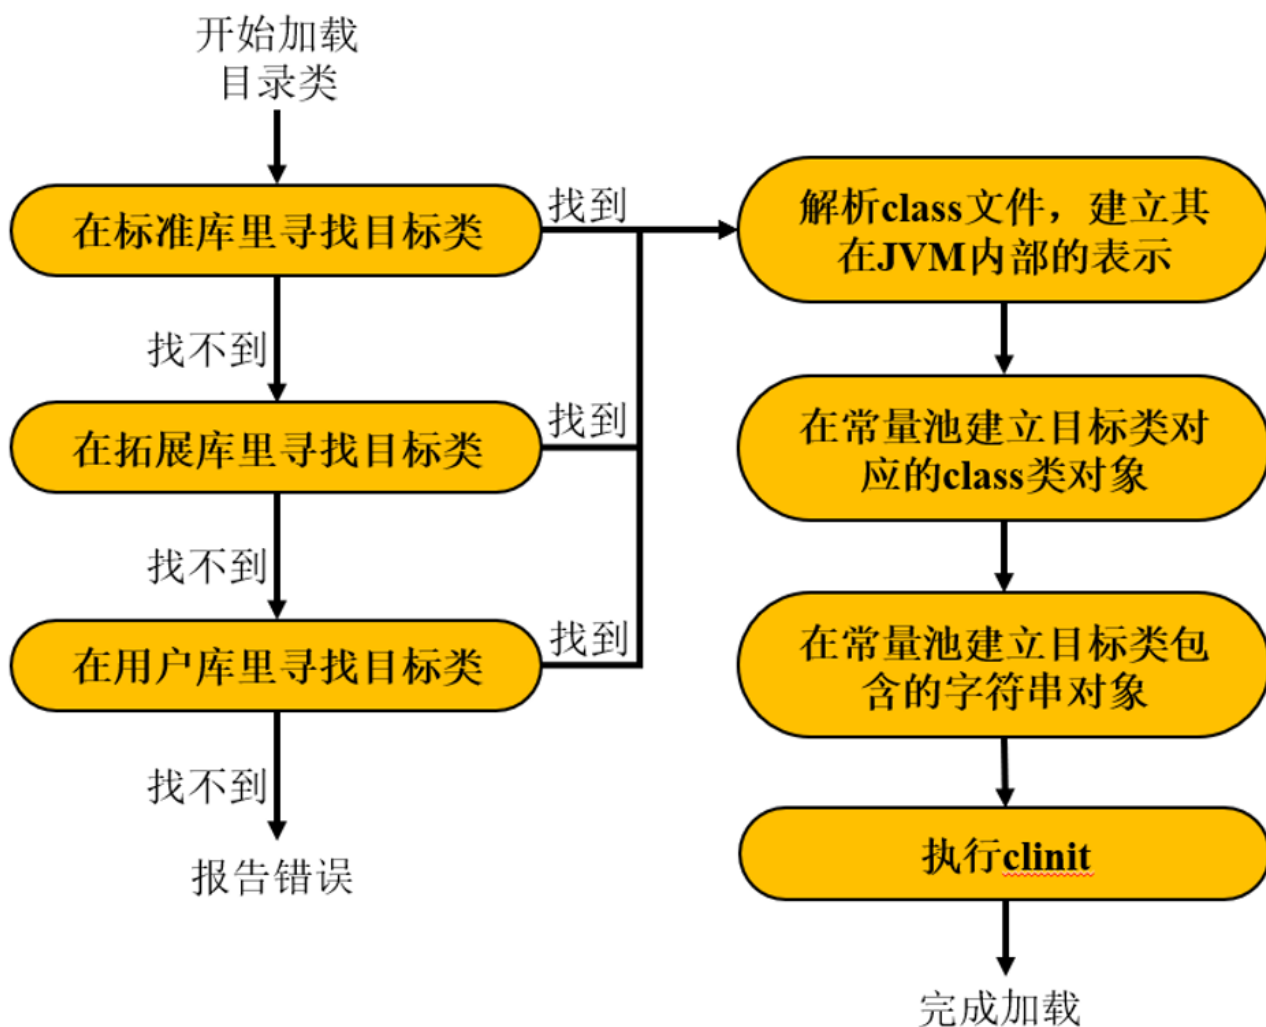 开始加载
目录类
在标准库里寻找目标类
找到
找不到
在拓展库里寻找目标类
找到
找不到
在用户库里寻找目标类
找到
找不到
报告错误
解析class文件，建立其
在JVM内部的表示
在常量池建立目标类对
应的class类对象
在常量池建立目标类包
含的字符串对象
执行clinit
完成加载